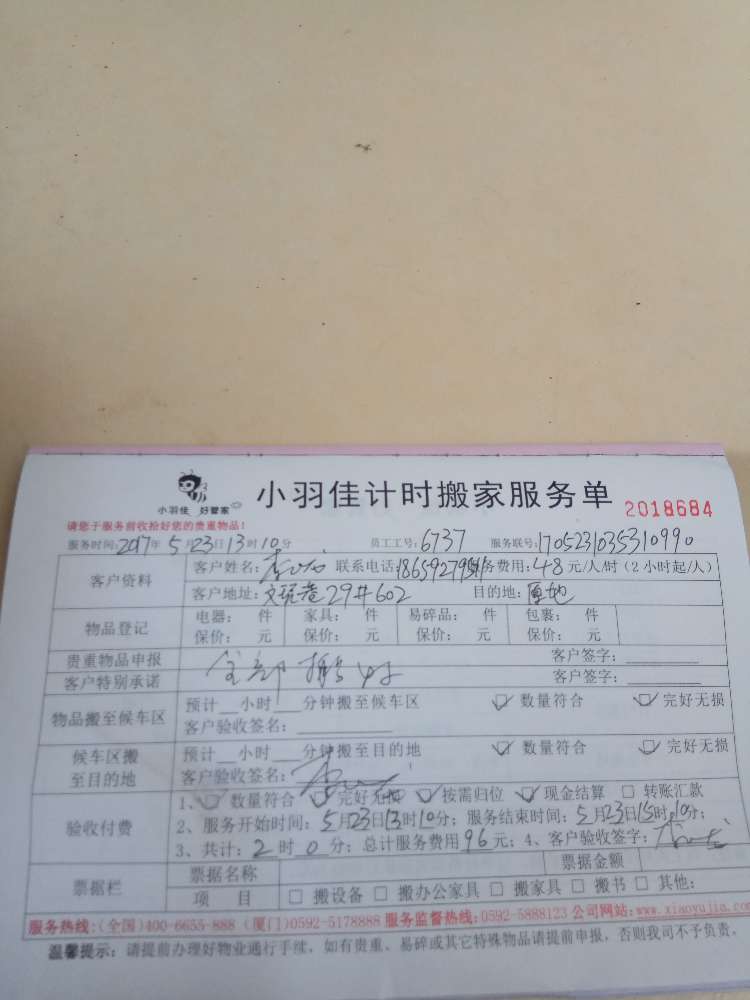 小羽佳 好管家
小羽佳计时搬家服务单 2018684
请您于服务前收拾好您的贵重物品!
服务时间:2017年5月23日13时10分 员工工号:6737 服务联号:1705231035310990
客户资料 客户姓名: 联系电话: 服务费用:48元/人/时(2小时起/人)
客户地址: 29#602 目的地:原地
物品登记 电器: 件 家具: 件 易碎品: 件 包裹: 件
保价: 元 保价: 元 保价: 元 保价: 元
贵重物品申报 客户签字:
客户特别承诺 全部搬好 客户签字:
物品搬至候车区 预计__小时__分钟搬至候车区 ☑ 数量符合 ☑ 完好无损
客户验收签名:
候车区搬至目的地 预计__小时__分钟搬至目的地 ☑ 数量符合 ☑ 完好无损
客户验收签名:
验收付费 1、☑ 数量符合 ☑ 完好无损 ☑ 按需归位 ☑ 现金结算 □ 转账汇款
2、服务开始时间:5月23日13时10分;服务结束时间:5月23日15时10分;
3、共计:2时0分;总计服务费用96元;4、客户验收签字:
票据栏 票据名称 票据金额
项 目 □ 搬设备 □ 搬办公家具 □ 搬家具 □ 搬书 □ 其他:
服务热线:(全国)400-6655-888 (厦门)0592-5178888 服务监督热线:0592-5888123 公司网站:www.xiaoyujia.com
温馨提示:请提前办理好物业通行手续,如有贵重、易碎或其它特殊物品请提前申报,否则我司不予负责。